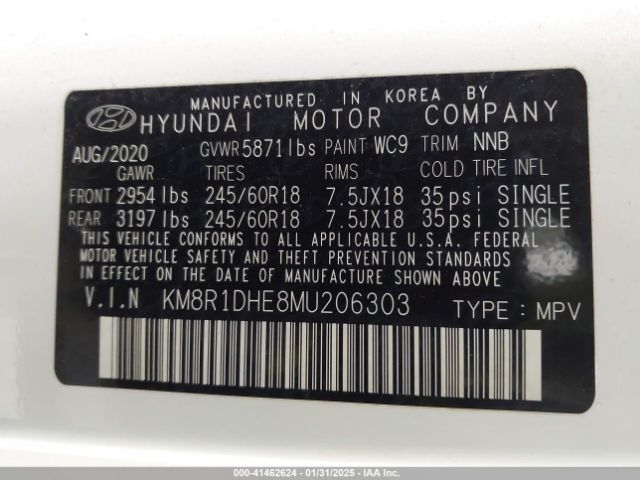 MANUFACTURED IN KOREA BY
HYUNDAI MOTOR COMPANY
AUG/2020 GVWR 5871lbs PAINT WC9 TRIM NNB
GAWR TIRES RIMS COLD TIRE INFL
FRONT 2954 lbs 245/60R18 7.5JX18 35 psi SINGLE
REAR 3197 lbs 245/60R18 7.5JX18 35 psi SINGLE
THIS VEHICLE CONFORMS TO ALL APPLICABLE U.S.A. FEDERAL
MOTOR VEHICLE SAFETY AND THEFT PREVENTION STANDARDS
IN EFFECT ON THE DATE OF MANUFACTURE SHOWN ABOVE.
V.I.N KM8R1DHE8MU206303 TYPE : MPV
000-41462624 - 01/31/2025 - IAA Inc.